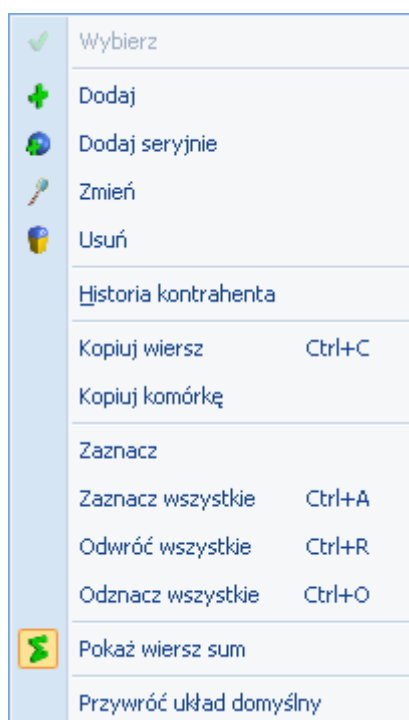 Wybierz
Dodaj
Dodaj seryjnie
Zmień
Usuń
Historia kontrahenta
Kopiuj wiersz Ctrl+C
Kopiuj komórkę
Zaznacz
Zaznacz wszystkie Ctrl+A
Odwróć wszystkie Ctrl+R
Odznacz wszystkie Ctrl+O
Pokaż wiersz sum
Przywróć układ domyślny